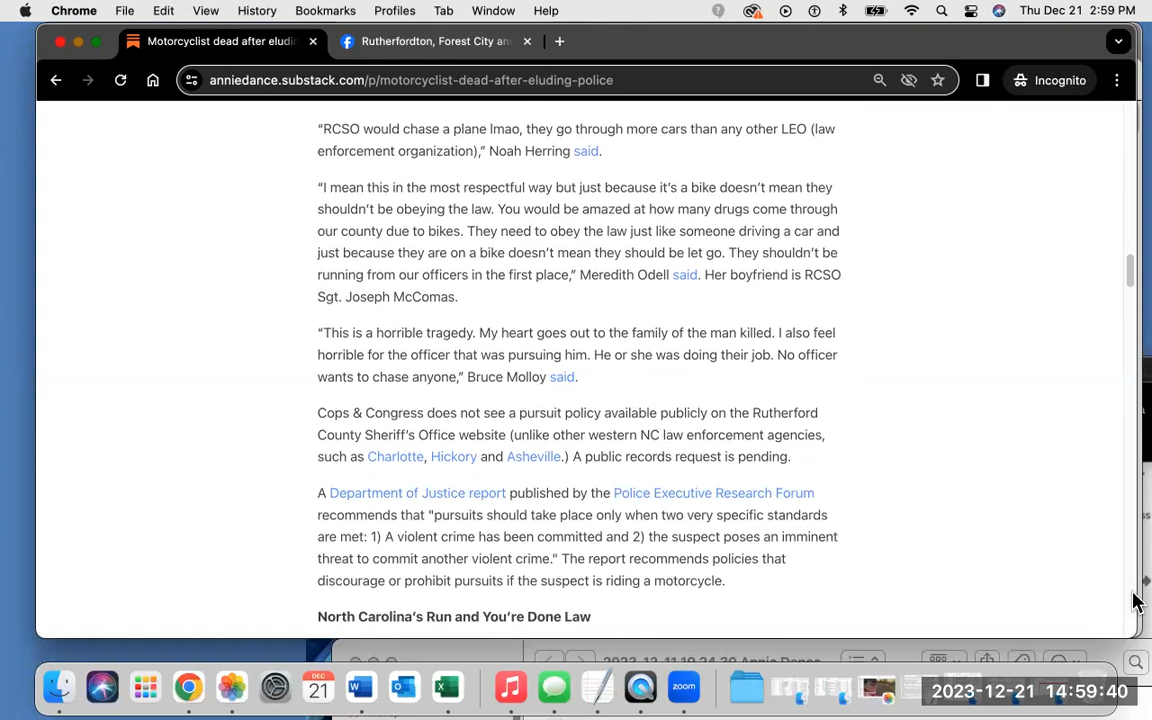 Chrome File Edit View History Bookmarks Profiles Tab Window Help Thu Dec 21 2:59 PM
Motorcyclist dead after eludin Rutherfordton, Forest City an
anniedance.substack.com/p/motorcyclist-dead-after-eluding-police Incognito
“RCSO would chase a plane lmao, they go through more cars than any other LEO (law
enforcement organization),” Noah Herring said.
“I mean this in the most respectful way but just because it’s a bike doesn’t mean they
shouldn’t be obeying the law. You would be amazed at how many drugs come through
our county due to bikes. They need to obey the law just like someone driving a car and
just because they are on a bike doesn’t mean they should be let go. They shouldn’t be
running from our officers in the first place,” Meredith Odell said. Her boyfriend is RCSO
Sgt. Joseph McComas.
“This is a horrible tragedy. My heart goes out to the family of the man killed. I also feel
horrible for the officer that was pursuing him. He or she was doing their job. No officer
wants to chase anyone,” Bruce Molloy said.
Cops & Congress does not see a pursuit policy available publicly on the Rutherford
County Sheriff’s Office website (unlike other western NC law enforcement agencies,
such as Charlotte, Hickory and Asheville.) A public records request is pending.
A Department of Justice report published by the Police Executive Research Forum
recommends that "pursuits should take place only when two very specific standards
are met: 1) A violent crime has been committed and 2) the suspect poses an imminent
threat to commit another violent crime." The report recommends policies that
discourage or prohibit pursuits if the suspect is riding a motorcycle.
North Carolina’s Run and You’re Done Law
DEC
21
zoom
2023-12-21 14:59:40